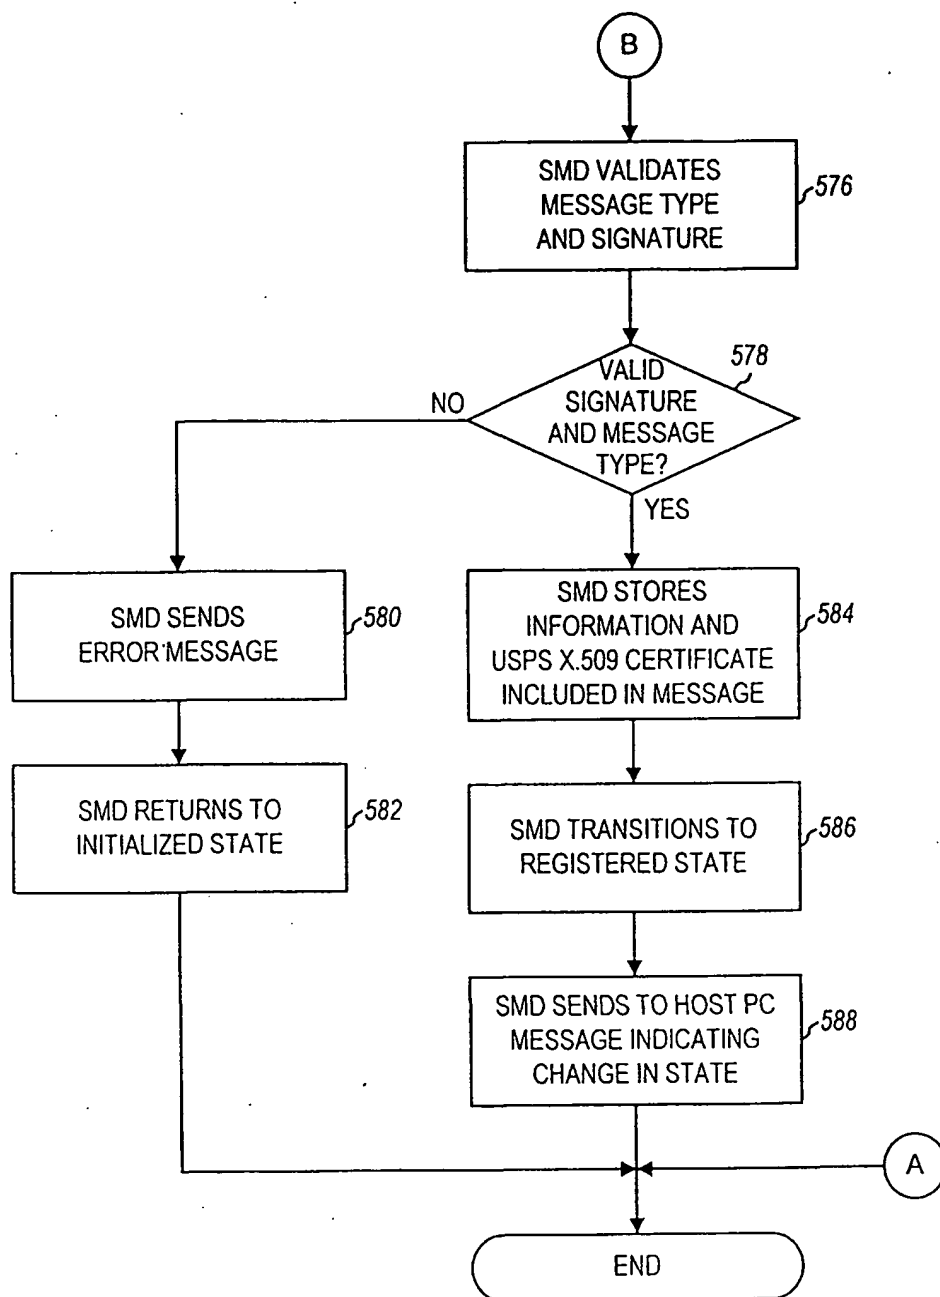 B
SMD VALIDATES
MESSAGE TYPE
AND SIGNATURE
576
578
VALID
SIGNATURE
AND MESSAGE
TYPE?
NO
YES
SMD SENDS
ERROR MESSAGE
580
SMD STORES
INFORMATION AND
USPS X.509 CERTIFICATE
INCLUDED IN MESSAGE
584
SMD RETURNS TO
INITIALIZED STATE
582
SMD TRANSITIONS TO
REGISTERED STATE
586
SMD SENDS TO HOST PC
MESSAGE INDICATING
CHANGE IN STATE
588
A
END